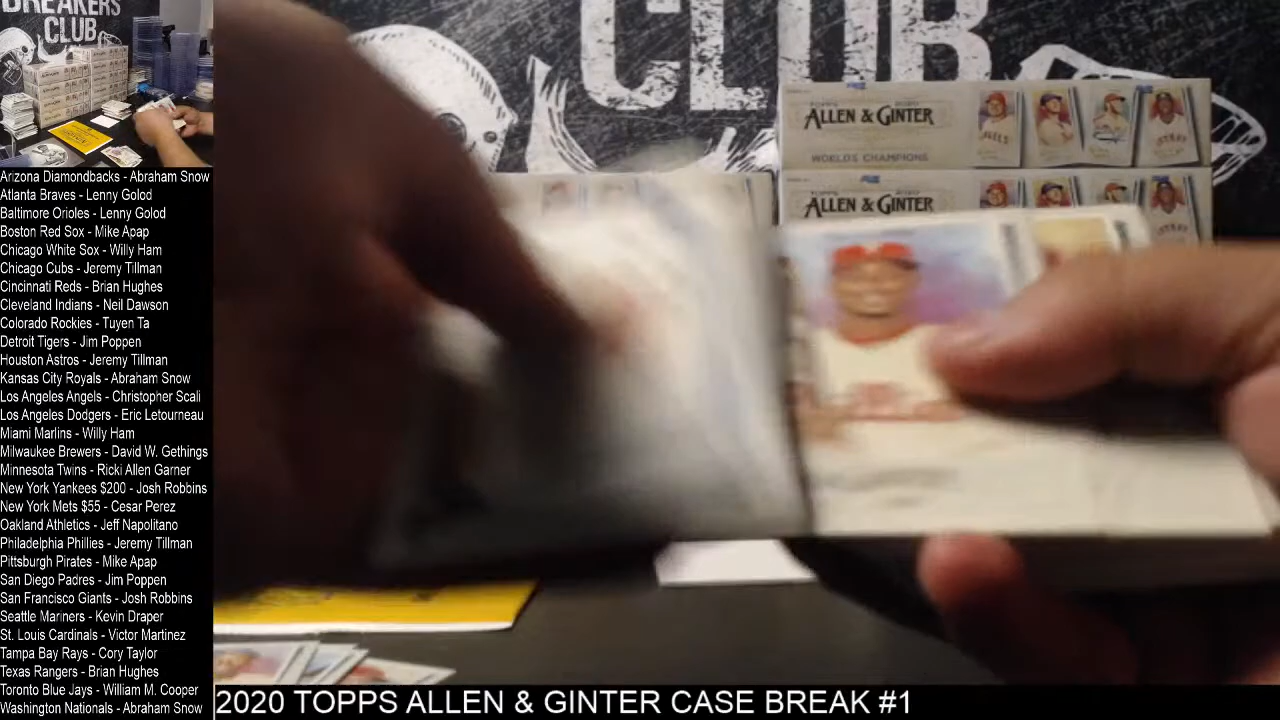 BREAKERS
CLUB
CLUB
TOPPS 2020
ALLEN & GINTER
WORLDS CHAMPIONS
ALLEN & GINTER
Arizona Diamondbacks - Abraham Snow
Atlanta Braves - Lenny Golod
Baltimore Orioles - Lenny Golod
Boston Red Sox - Mike Apap
Chicago White Sox - Willy Ham
Chicago Cubs - Jeremy Tillman
Cincinnati Reds - Brian Hughes
Cleveland Indians - Neil Dawson
Colorado Rockies - Tuyen Ta
Detroit Tigers - Jim Poppen
Houston Astros - Jeremy Tillman
Kansas City Royals - Abraham Snow
Los Angeles Angels - Christopher Scali
Los Angeles Dodgers - Eric Letourneau
Miami Marlins - Willy Ham
Milwaukee Brewers - David W. Gethings
Minnesota Twins - Ricki Allen Garner
New York Yankees $200 - Josh Robbins
New York Mets $55 - Cesar Perez
Oakland Athletics - Jeff Napolitano
Philadelphia Phillies - Jeremy Tillman
Pittsburgh Pirates - Mike Apap
San Diego Padres - Jim Poppen
San Francisco Giants - Josh Robbins
Seattle Mariners - Kevin Draper
St. Louis Cardinals - Victor Martinez
Tampa Bay Rays - Cory Taylor
Texas Rangers - Brian Hughes
Toronto Blue Jays - William M. Cooper
Washington Nationals - Abraham Snow
2020 TOPPS ALLEN & GINTER CASE BREAK #1